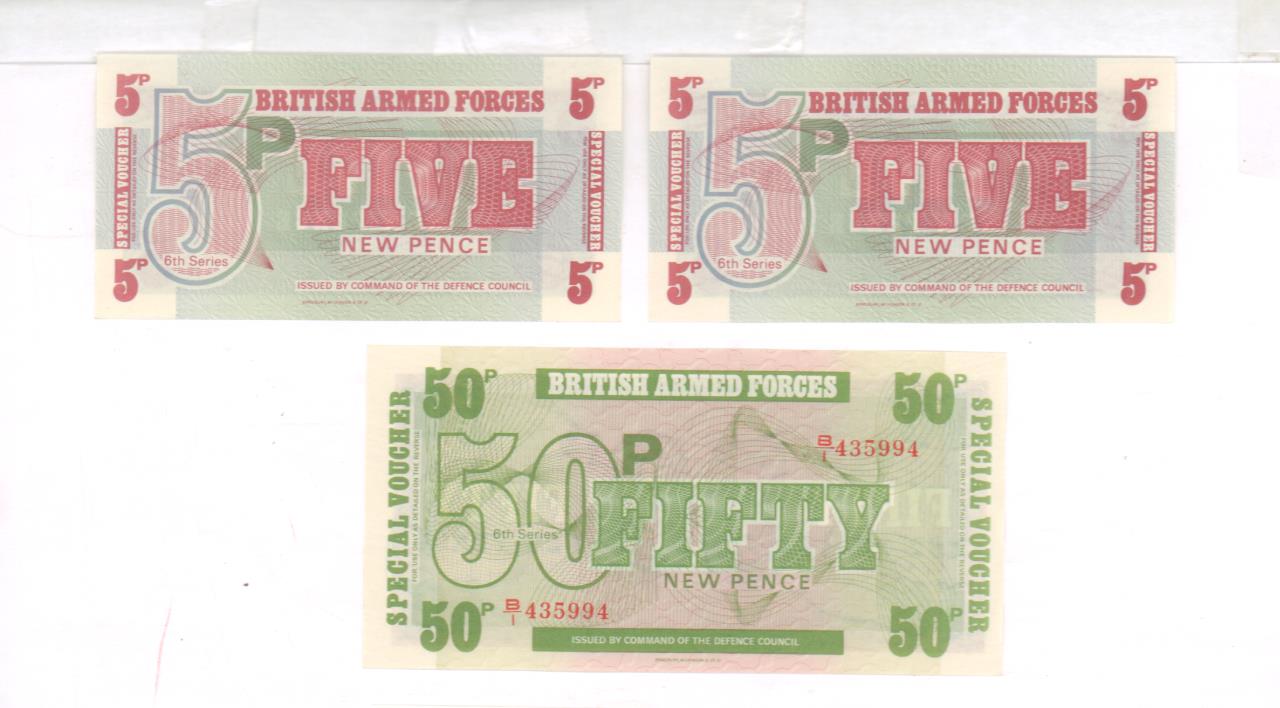 5P 5P
BRITISH ARMED FORCES
SPECIAL VOUCHER
5P
FIVE
NEW PENCE
6th Series
SPECIAL VOUCHER
ISSUED BY COMMAND OF THE DEFENCE COUNCIL
5P 5P
5P 5P
BRITISH ARMED FORCES
SPECIAL VOUCHER
5P
FIVE
NEW PENCE
6th Series
SPECIAL VOUCHER
ISSUED BY COMMAND OF THE DEFENCE COUNCIL
5P 5P
50P 50P
BRITISH ARMED FORCES
SPECIAL VOUCHER
FOR USE ONLY AS DETAILED ON THE REVERSE
B/1 435994
50P
FIFTY
6th Series
NEW PENCE
SPECIAL VOUCHER
FOR USE ONLY AS DETAILED ON THE REVERSE
B/1 435994
50P 50P
ISSUED BY COMMAND OF THE DEFENCE COUNCIL